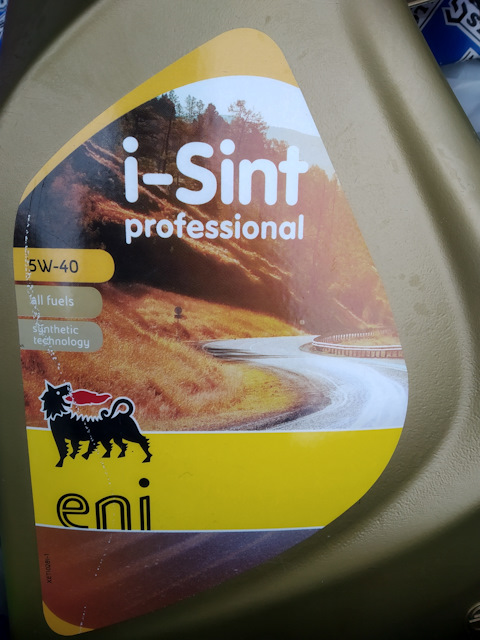 i-Sint
professional
5W-40
all fuels
synthetic
technology
eni